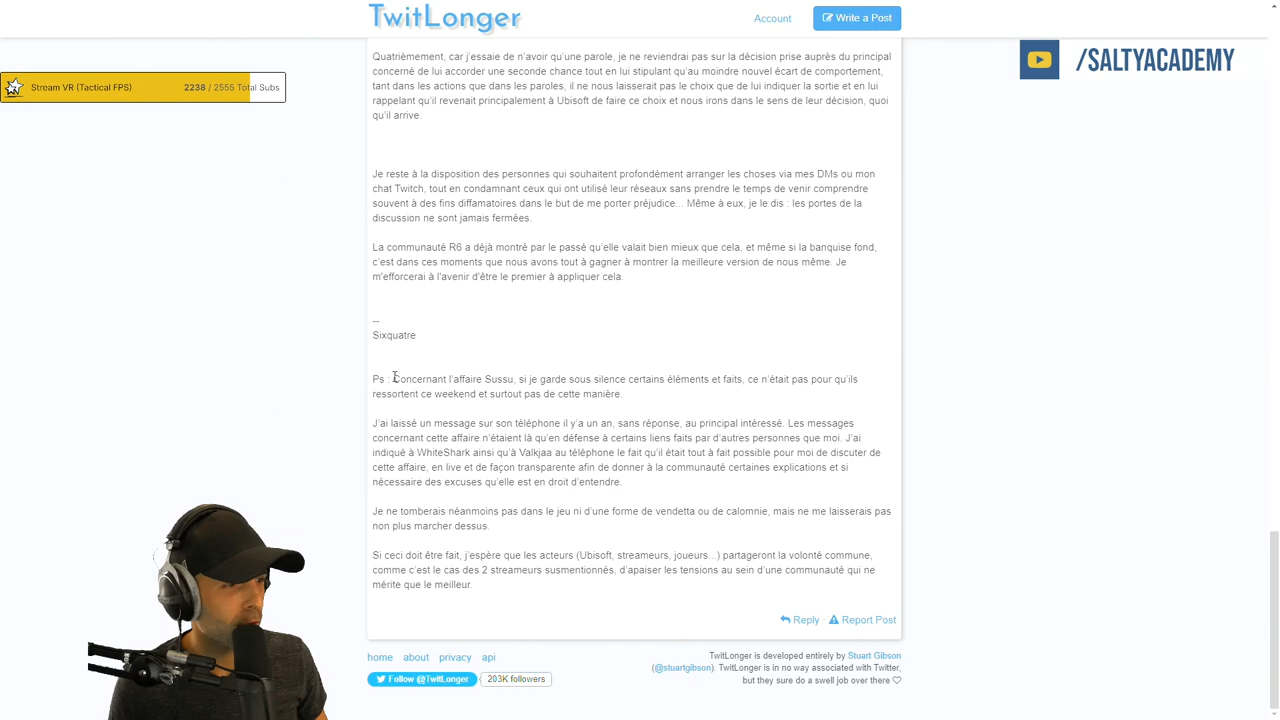 TwitLonger
Account
Write a Post
/SALTYACADEMY
Stream VR (Tactical FPS)
2238 / 2555 Total Subs
Quatrièmement, car j'essaie de n'avoir qu'une parole, je ne reviendrai pas sur la décision prise auprès du principal
concerné de lui accorder une seconde chance tout en lui stipulant qu'au moindre nouvel écart de comportement,
tant dans les actions que dans les paroles, il ne nous laisserait pas le choix que de lui indiquer la sortie et en lui
rappelant qu'il revenait principalement à Ubisoft de faire ce choix et nous irons dans le sens de leur décision, quoi
qu'il arrive.
Je reste à la disposition des personnes qui souhaitent profondément arranger les choses via mes DMs ou mon
chat Twitch, tout en condamnant ceux qui ont utilisé leur réseaux sans prendre le temps de venir comprendre
souvent à des fins diffamatoires dans le but de me porter préjudice... Même à eux, je le dis : les portes de la
discussion ne sont jamais fermées.
La communauté R6 a déjà montré par le passé qu'elle valait bien mieux que cela, et même si la banquise fond,
c'est dans ces moments que nous avons tout à gagner à montrer la meilleure version de nous même. Je
m'efforcerai à l'avenir d'être le premier à appliquer cela.
--
Sixquatre
Ps : Concernant l'affaire Sussu, si je garde sous silence certains éléments et faits, ce n'était pas pour qu'ils
ressortent ce weekend et surtout pas de cette manière.
J'ai laissé un message sur son téléphone il y'a un an, sans réponse, au principal intéressé. Les messages
concernant cette affaire n'étaient là qu'en défense à certains liens faits par d'autres personnes que moi. J'ai
indiqué à WhiteShark ainsi qu'à Valkjaa au téléphone le fait qu'il était tout à fait possible pour moi de discuter de
cette affaire, en live et de façon transparente afin de donner à la communauté certaines explications et si
nécessaire des excuses qu'elle est en droit d'entendre.
Je ne tomberais néanmoins pas dans le jeu ni d'une forme de vendetta ou de calomnie, mais ne me laisserais pas
non plus marcher dessus.
Si ceci doit être fait, j'espère que les acteurs (Ubisoft, streameurs, joueurs...) partageront la volonté commune,
comme c'est le cas des 2 streameurs susmentionnés, d'apaiser les tensions au sein d'une communauté qui ne
mérite que le meilleur.
Reply · Report Post
home about privacy api
Follow @TwitLonger 203K followers
TwitLonger is developed entirely by Stuart Gibson
(@stuartgibson). TwitLonger is in no way associated with Twitter,
but they sure do a swell job over there